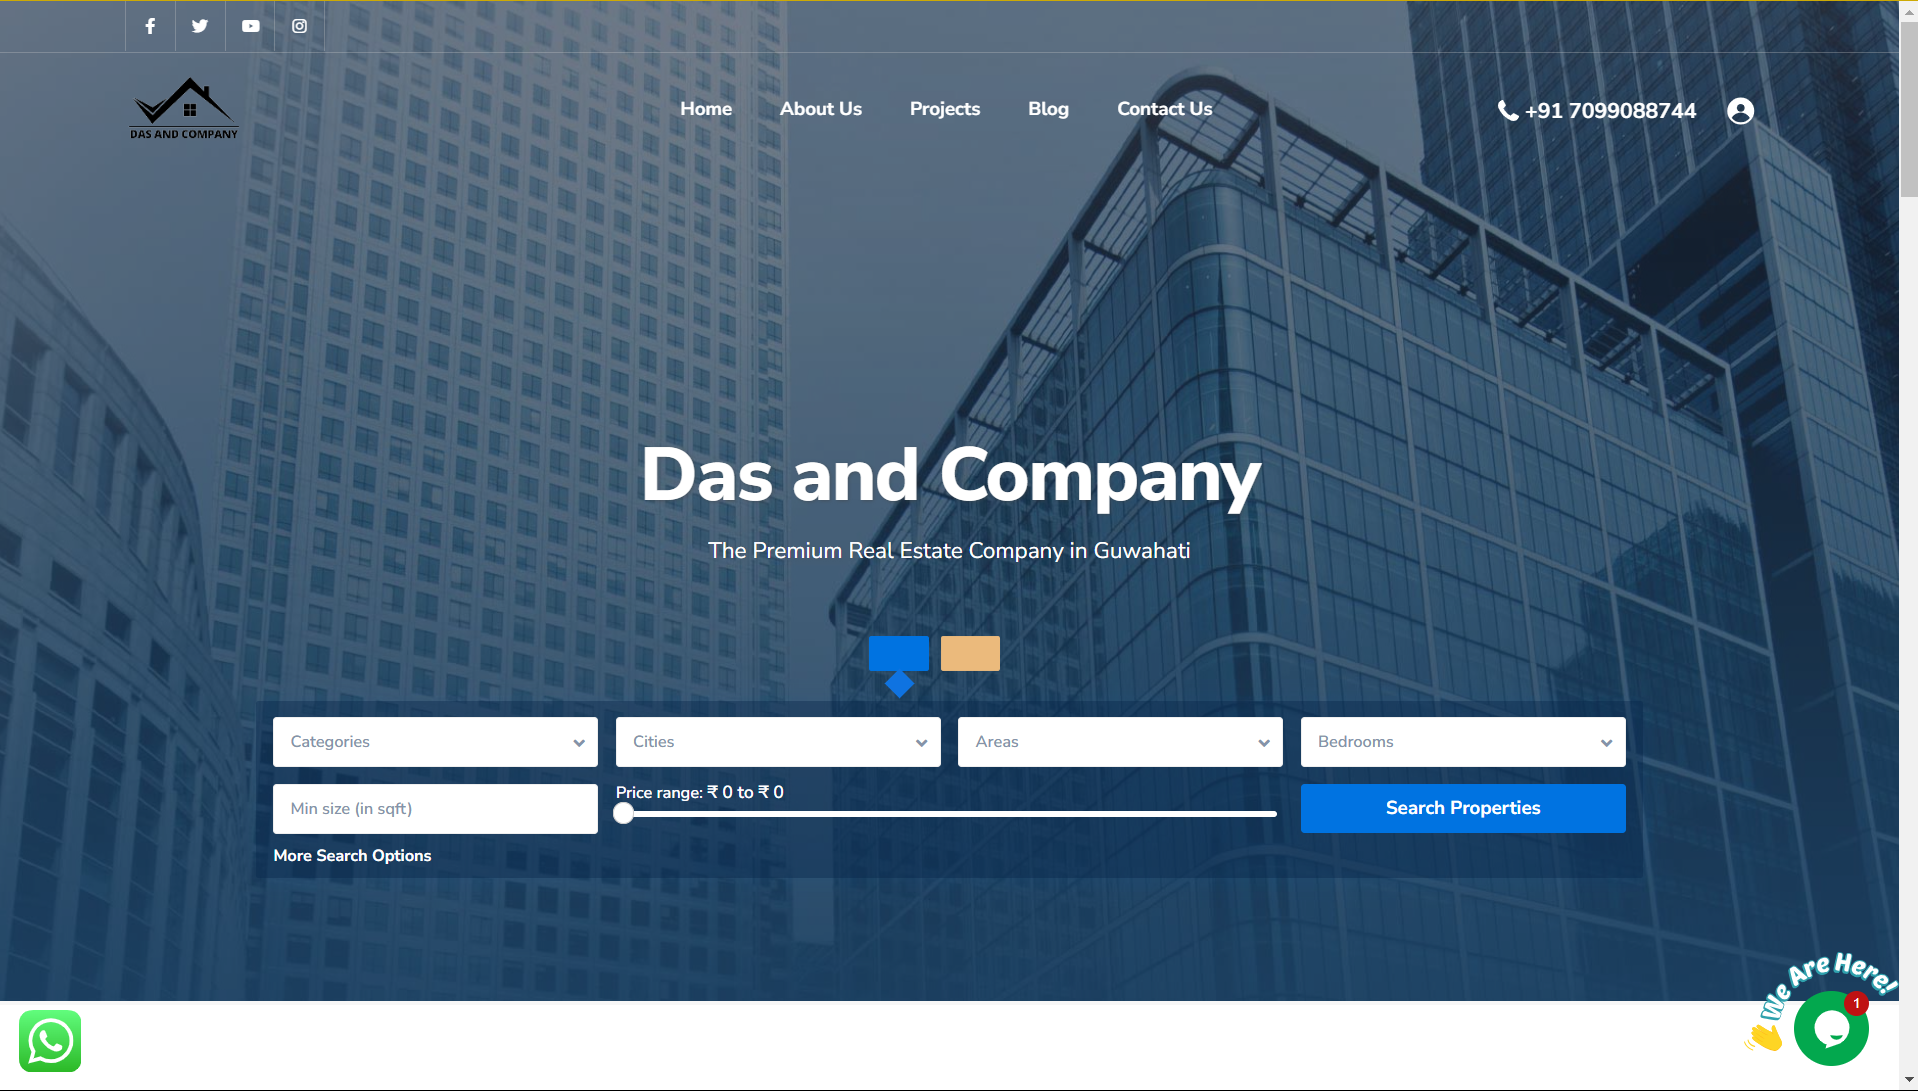 DAS AND COMPANY
Home About Us Projects Blog Contact Us
+91 7099088744
Das and Company
The Premium Real Estate Company in Guwahati
Categories Cities Areas Bedrooms
Min size (in sqft)
Price range: ₹ 0 to ₹ 0
Search Properties
More Search Options
We Are Here!
1